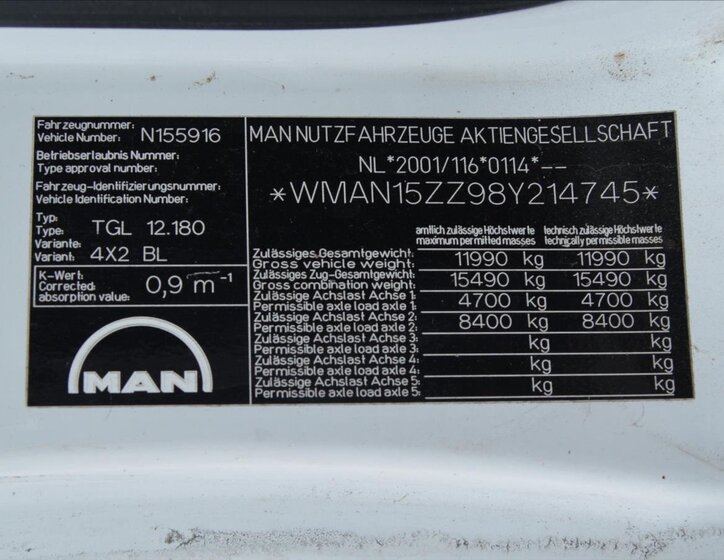 Fahrzeugnummer:
Vehicle Number: N155916
Betriebserlaubnis Nummer:
Type approval number:
Fahrzeug-Identifizierungsnummer:
Vehicle Identification Number:
Typ:
Type: TGL 12.180
Variante:
Variant: 4X2 BL
K-Wert:
Corrected absorption value: 0,9 m⁻¹
MAN
MAN NUTZFAHRZEUGE AKTIENGESELLSCHAFT
NL*2001/116*0114*--
*WMAN15ZZ98Y214745*
amtlich zulässige Höchstwerte technisch zulässige Höchstwerte
maximum permitted masses technically permissible masses
Zulässiges Gesamtgewicht:
Gross vehicle weight: 11990 kg 11990 kg
Zulässiges Zug-Gesamtgewicht:
Gross combination weight: 15490 kg 15490 kg
Zulässige Achslast Achse 1:
Permissible axle load axle 1: 4700 kg 4700 kg
Zulässige Achslast Achse 2:
Permissible axle load axle 2: 8400 kg 8400 kg
Zulässige Achslast Achse 3:
Permissible axle load axle 3: kg kg
Zulässige Achslast Achse 4:
Permissible axle load axle 4: kg kg
Zulässige Achslast Achse 5:
Permissible axle load axle 5: kg kg